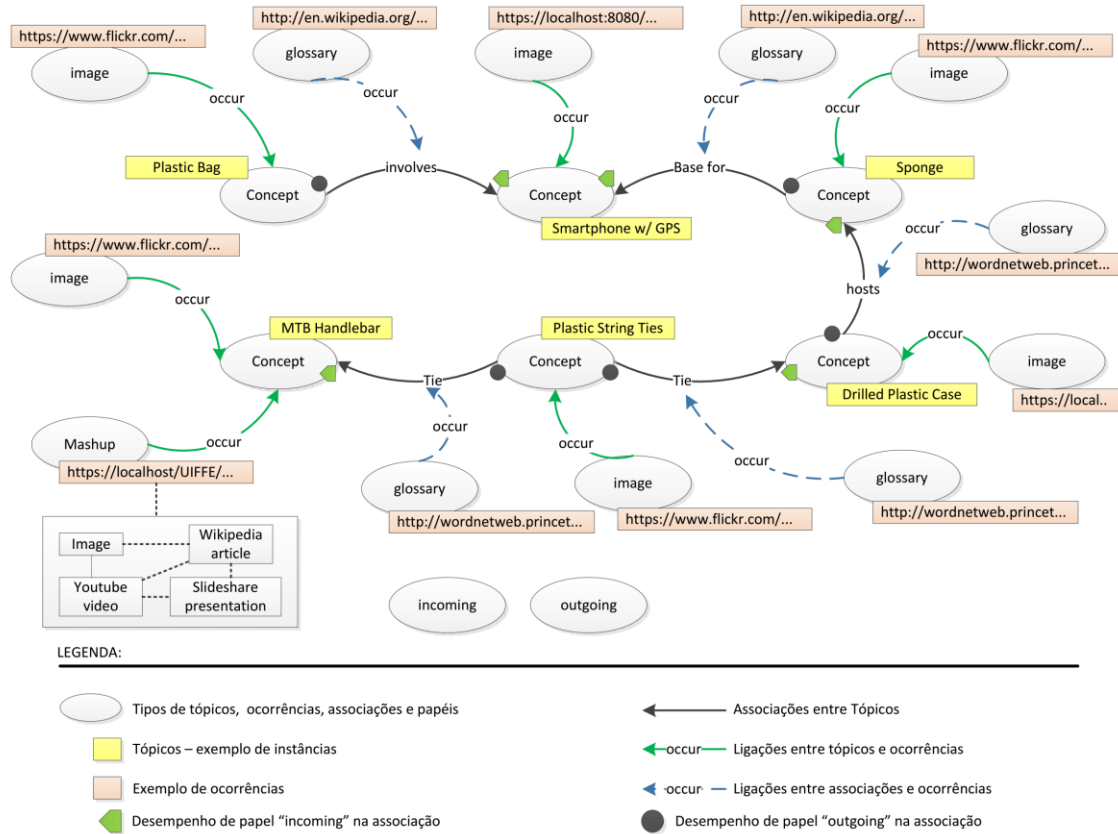 http://en.wikipedia.org/...
https://localhost:8080/...
http://en.wikipedia.org/...
https://www.flickr.com/...
https://www.flickr.com/...
image
glossary
image
glossary
image
occur
occur
occur
occur
occur
Plastic Bag
involves
Base for
Sponge
Concept
Concept
Concept
Smartphone w/ GPS
https://www.flickr.com/...
image
occur
glossary
occur
http://wordnetweb.princet...
hosts
MTB Handlebar
Plastic String Ties
Concept
Concept
Concept
occur
image
Tie
Tie
Drilled Plastic Case
https://local..
Mashup
occur
occur
occur
occur
https://localhost/UIFFE/...
glossary
image
glossary
http://wordnetweb.princet...
https://www.flickr.com/...
http://wordnetweb.princet...
Image
Wikipedia
article
Youtube
video
Slideshare
presentation
incoming
outgoing
LEGENDA:
Tipos de tópicos, ocorrências, associações e papéis
Associações entre Tópicos
Tópicos – exemplo de instâncias
occur
Ligações entre tópicos e ocorrências
Exemplo de ocorrências
occur
Ligações entre associações e ocorrências
Desempenho de papel “incoming” na associação
Desempenho de papel “outgoing” na associação